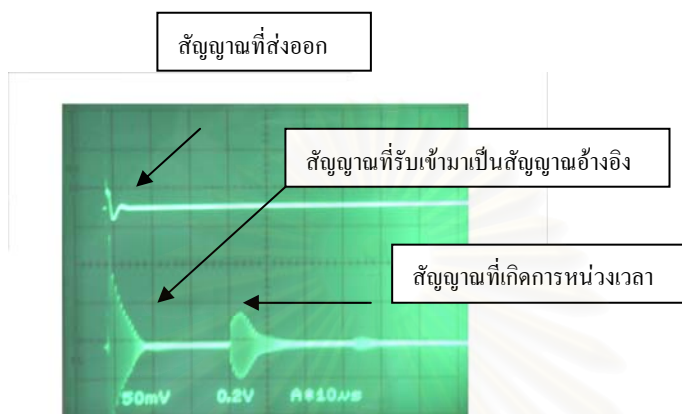 สัญญาณที่ส่งออก
สัญญาณที่รับเข้ามาเป็นสัญญาณอ้างอิง
สัญญาณที่เกิดการหน่วงเวลา
50mV 0.2V A*10µs